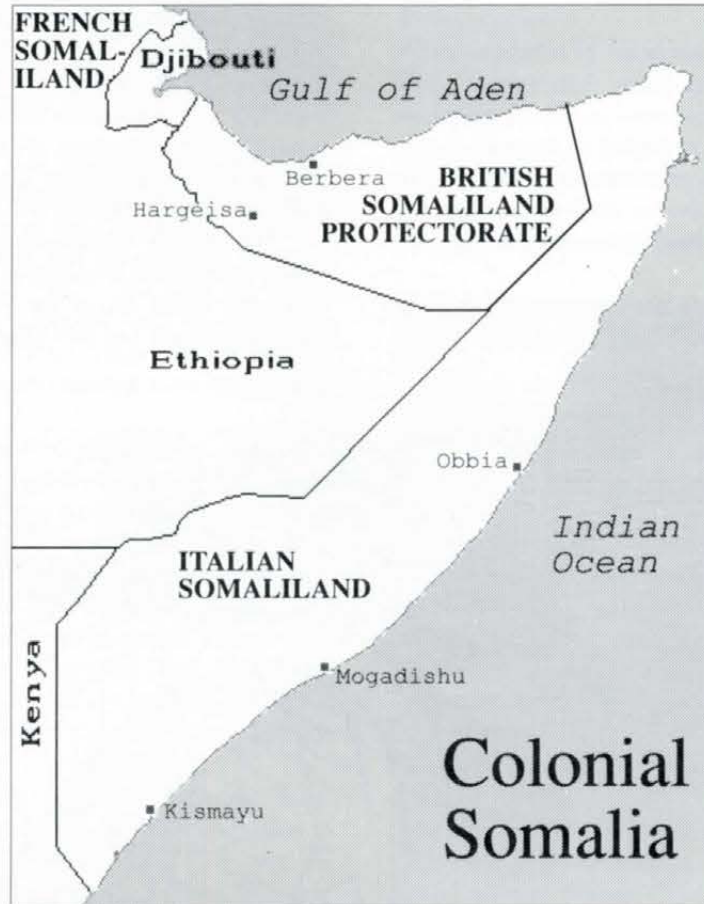 FRENCH
SOMAL-
ILAND
Djibouti
Gulf of Aden
Berbera
BRITISH
SOMALILAND
PROTECTORATE
Hargeisa
Ethiopia
Obbia
Indian
Ocean
ITALIAN
SOMALILAND
Kenya
Mogadishu
Kismayu
Colonial
Somalia